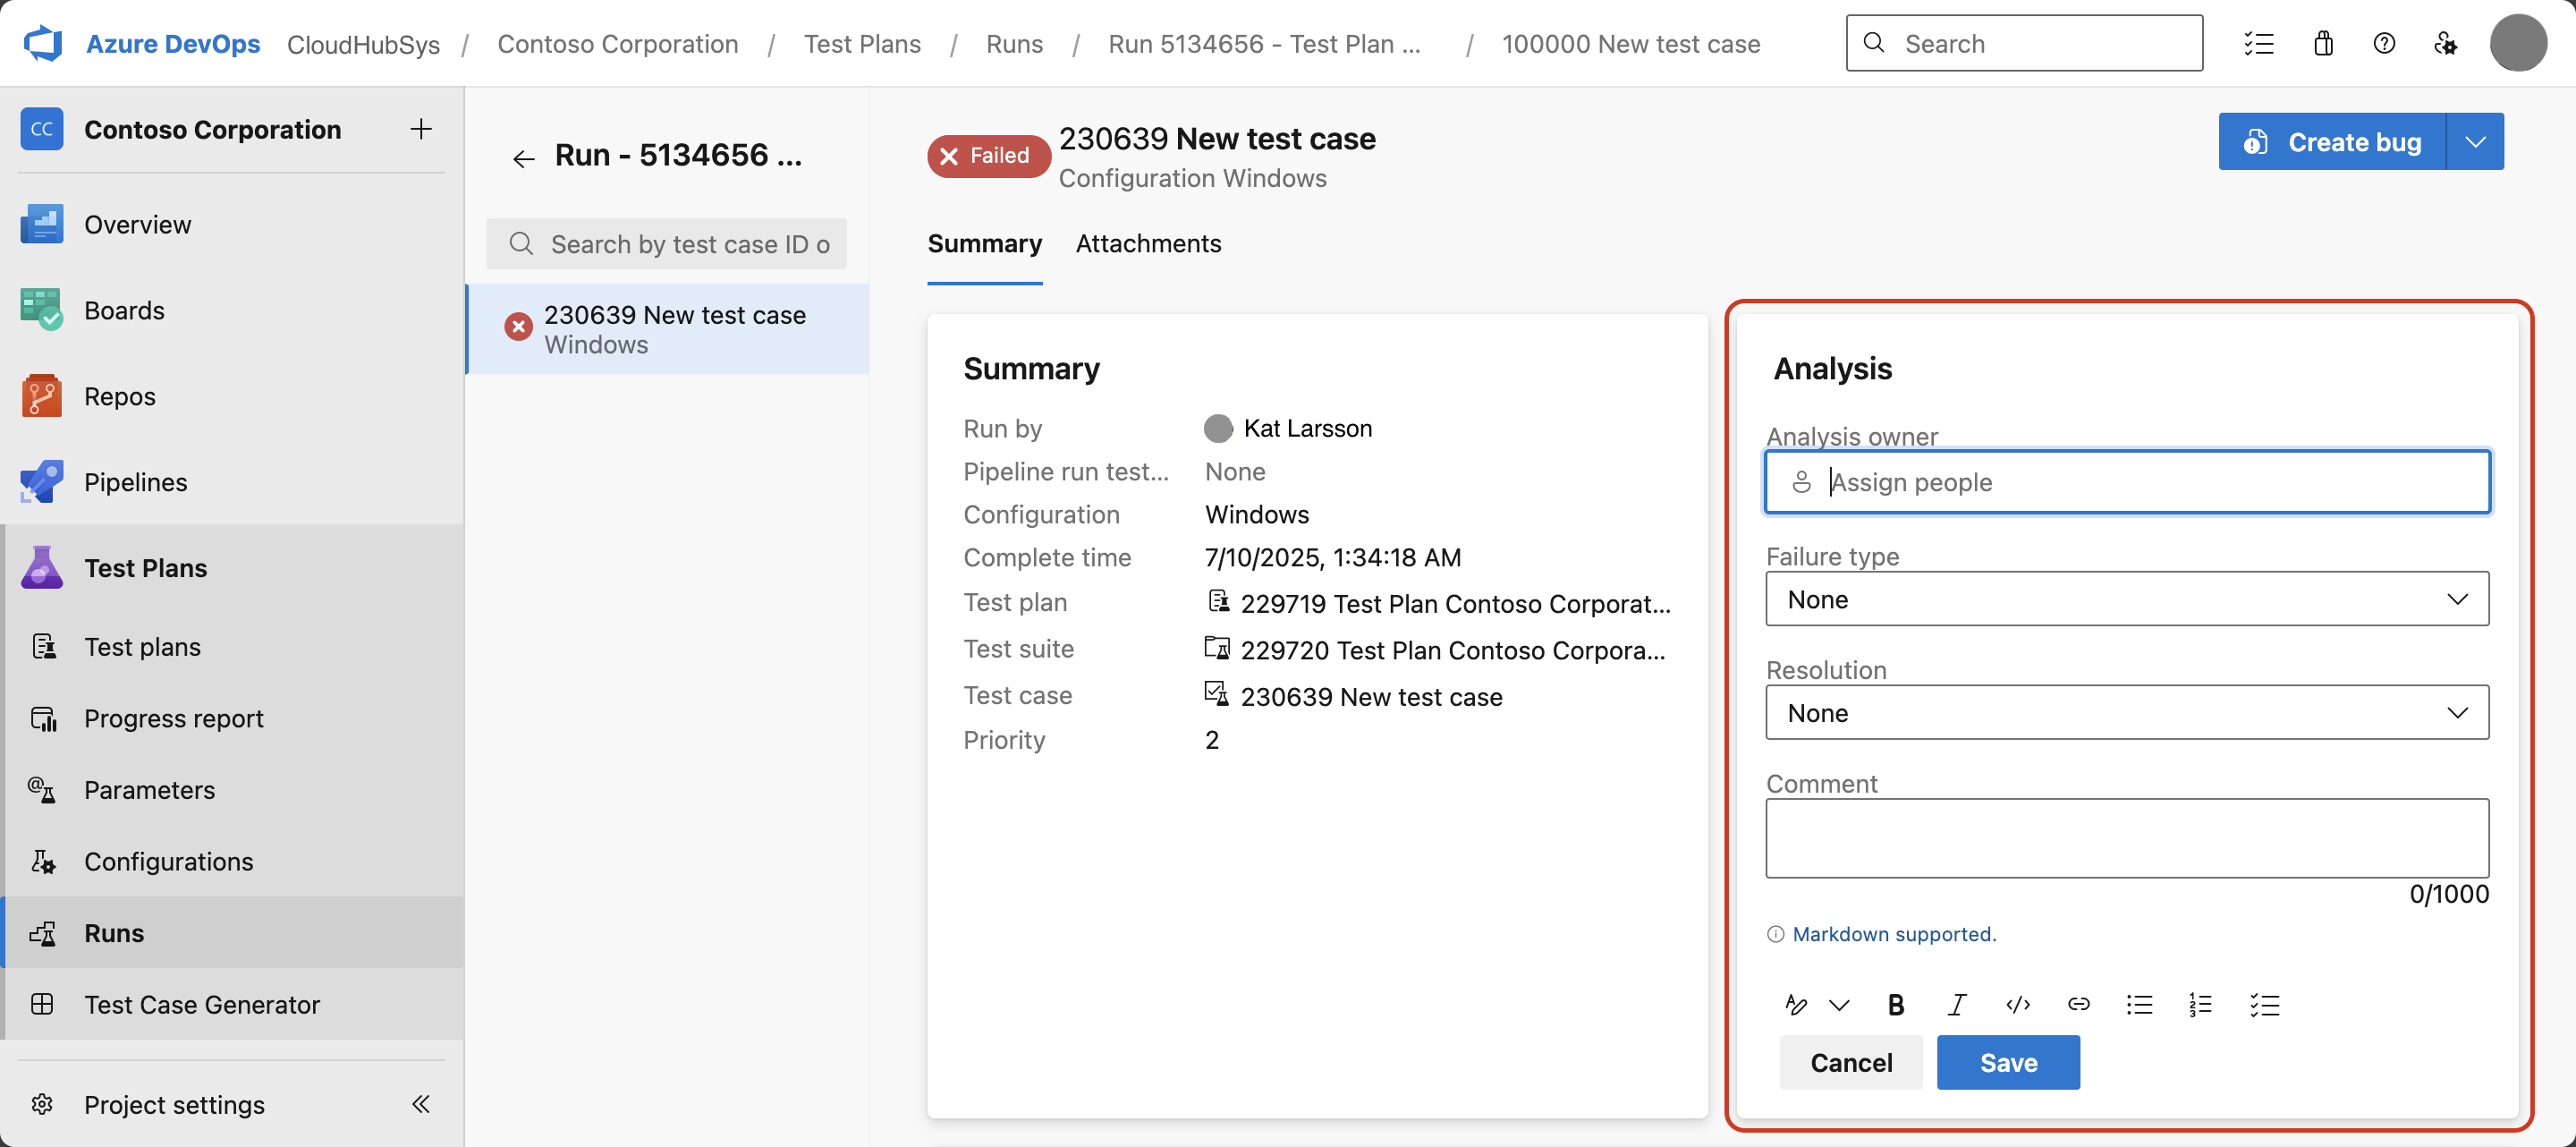 Azure DevOps CloudHubSys / Contoso Corporation / Test Plans / Runs / Run 5134656 - Test Plan ... / 100000 New test case
Search
CC Contoso Corporation
Overview
Boards
Repos
Pipelines
Test Plans
Test plans
Progress report
Parameters
Configurations
Runs
Test Case Generator
Project settings
Run - 5134656 ...
Search by test case ID o
230639 New test case
Windows
Failed
230639 New test case
Configuration Windows
Create bug
Summary Attachments
Summary
Run by Kat Larsson
Pipeline run test... None
Configuration Windows
Complete time 7/10/2025, 1:34:18 AM
Test plan 229719 Test Plan Contoso Corporat...
Test suite 229720 Test Plan Contoso Corpora...
Test case 230639 New test case
Priority 2
Analysis
Analysis owner
Assign people
Failure type
None
Resolution
None
Comment
0/1000
Markdown supported.
Cancel Save